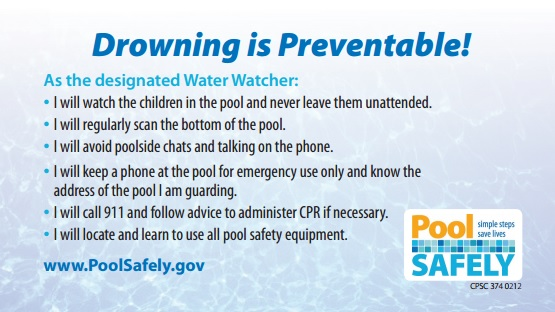 Drowning is Preventable!
As the designated Water Watcher:
• I will watch the children in the pool and never leave them unattended.
• I will regularly scan the bottom of the pool.
• I will avoid poolside chats and talking on the phone.
• I will keep a phone at the pool for emergency use only and know the
address of the pool I am guarding.
• I will call 911 and follow advice to administer CPR if necessary.
• I will locate and learn to use all pool safety equipment.
www.PoolSafely.gov
Pool simple steps
save lives
SAFELY
CPSC 374 0212